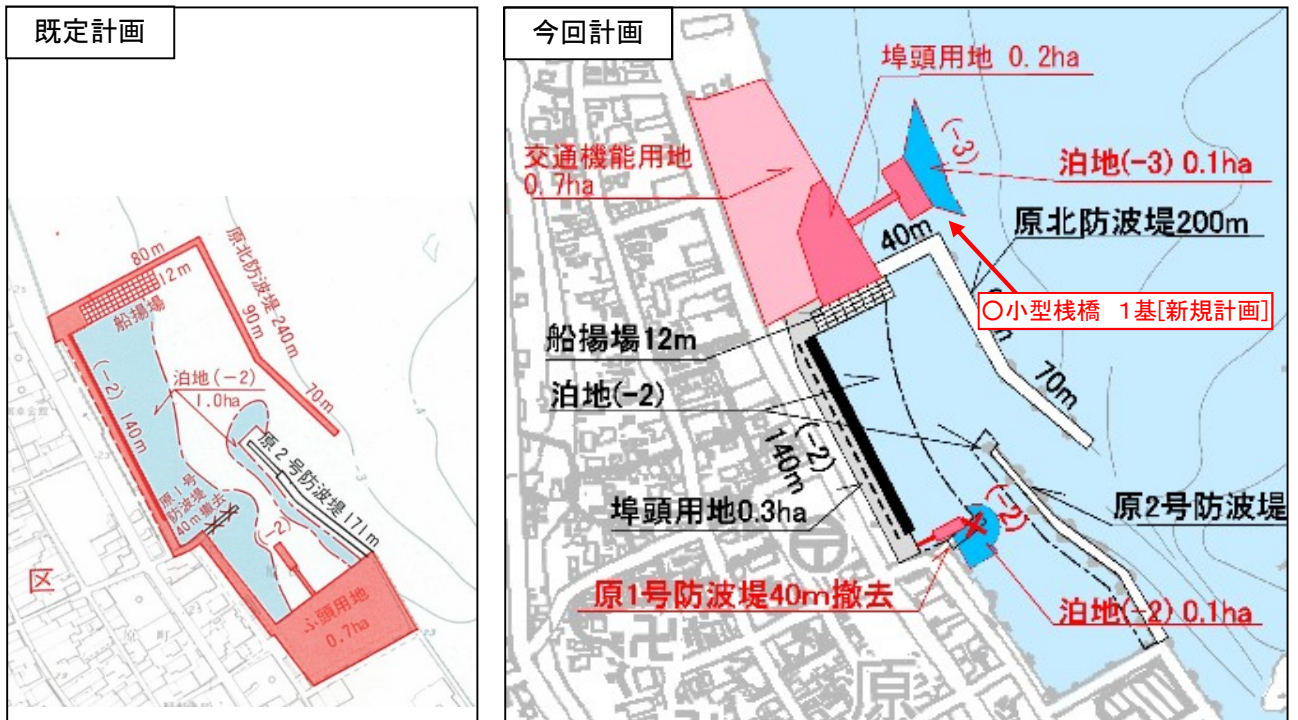 既定計画
80m
12m
船揚場
原北防波堤 240m
90m
70m
泊地(-2)
1.0ha
(-2) 140m
原2号防波堤 171m
原1号
防波堤
40m撤去
(-2)
区
ふ頭用地
0.7ha
今回計画
埠頭用地 0.2ha
交通機能用地
0.7ha
(-3)
泊地(-3) 0.1ha
40m
原北防波堤200m
○小型桟橋 1基[新規計画]
船揚場12m
70m
泊地(-2)
(-2)
140m
埠頭用地0.3ha
原2号防波堤
(-2)
原1号防波堤40m撤去
泊地(-2) 0.1ha
原